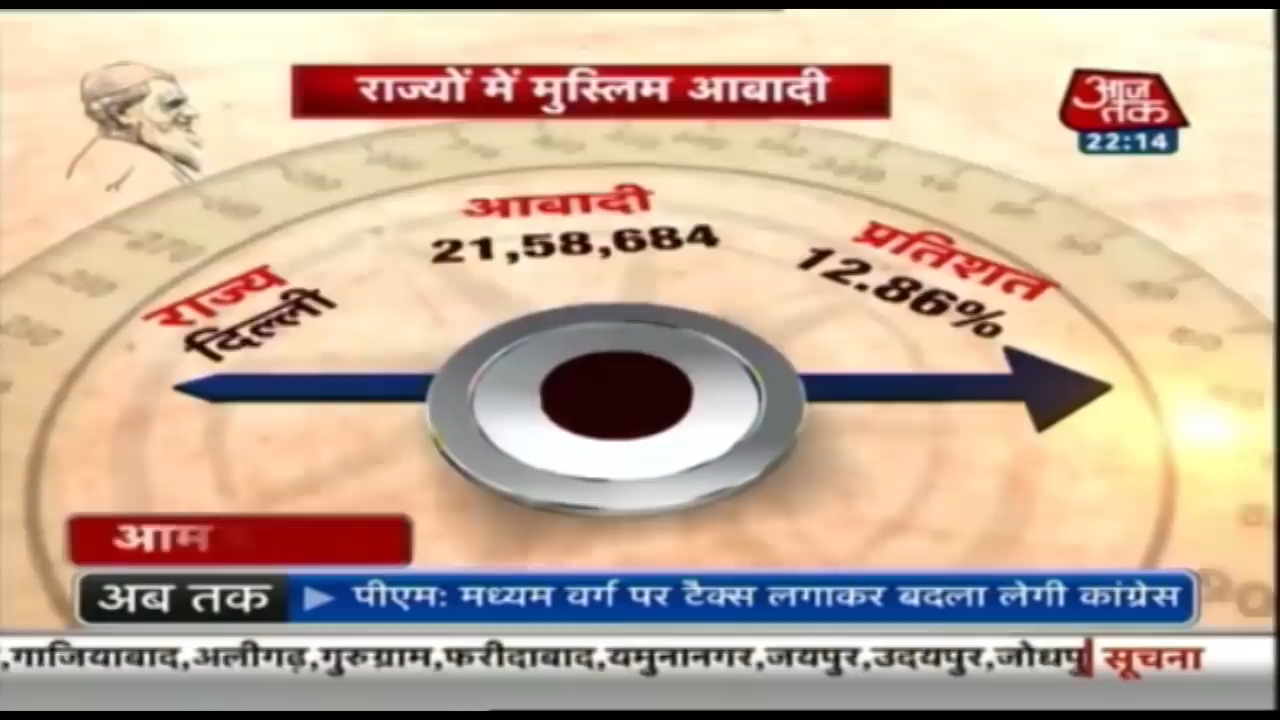 राज्यों में मुस्लिम आबादी
आज
तक
22:14
राज्य
दिल्ली
आबादी
21,58,684
प्रतिशत
12.86%
आम
अब तक
पीएम: मध्यम वर्ग पर टैक्स लगाकर बदला लेगी कांग्रेस
,गाजियाबाद,अलीगढ़,गुरुग्राम,फरीदाबाद,यमुनानगर,जयपुर,उदयपुर,जोधपु
सूचना